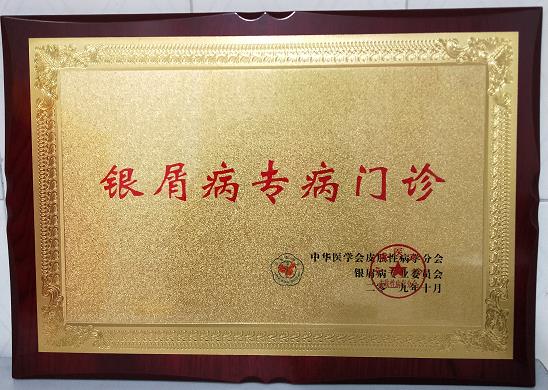 银屑病专病门诊
中华医学会皮肤性病学分会
银屑病专业委员会
二零一九年十月